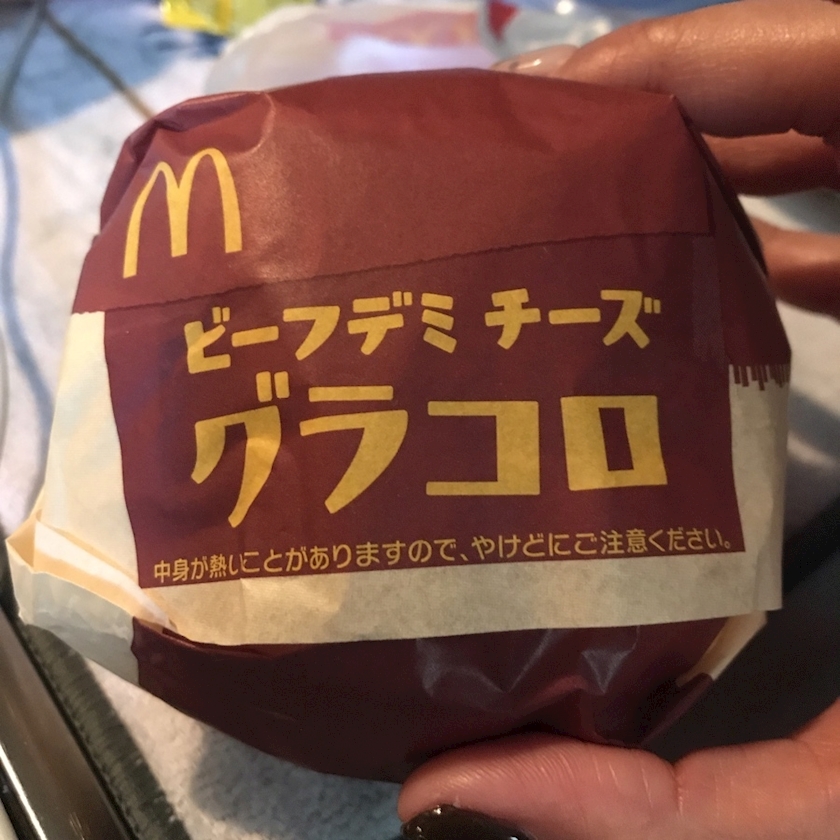 ビーフデミ チーズ
グラコロ
中身が熱いことがありますので、やけどにご注意ください。